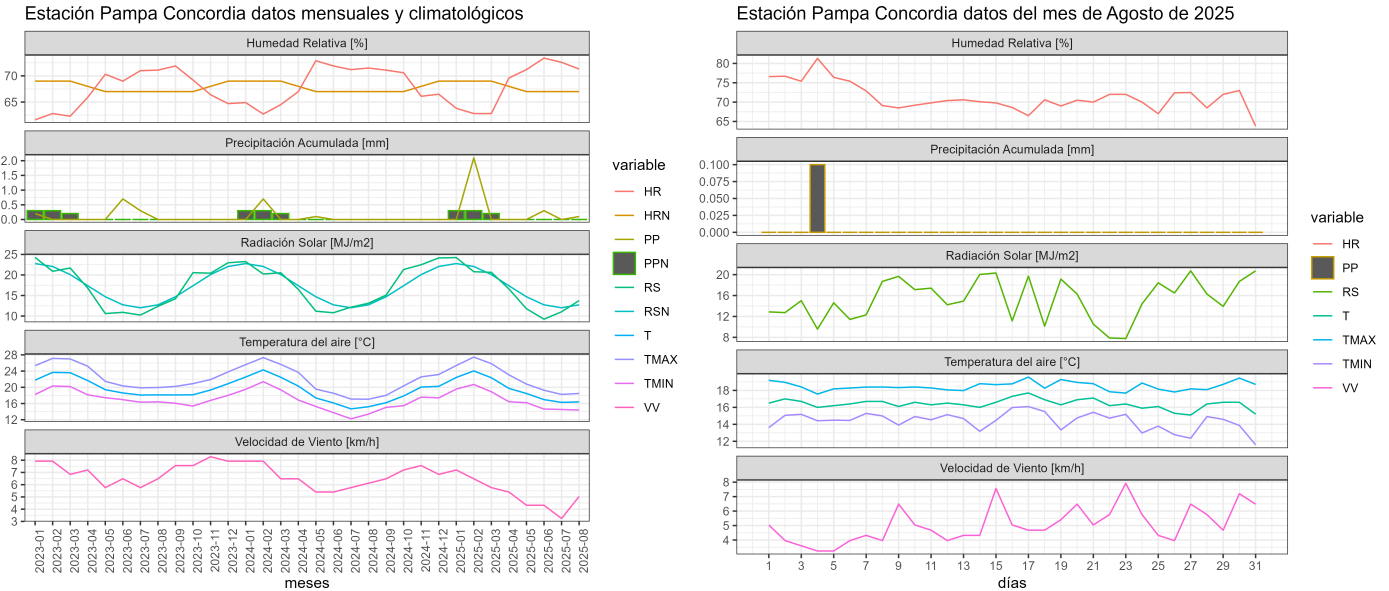 Estación Pampa Concordia datos mensuales y climatológicos
Humedad Relativa [%]
70
65
Precipitación Acumulada [mm]
2.0
1.5
1.0
0.5
0.0
Radiación Solar [MJ/m2]
25
20
15
10
Temperatura del aire [°C]
28
24
20
16
12
Velocidad de Viento [km/h]
8
7
6
5
4
3
2023-01
2023-02
2023-03
2023-04
2023-05
2023-06
2023-07
2023-08
2023-09
2023-10
2023-11
2023-12
2024-01
2024-02
2024-03
2024-04
2024-05
2024-06
2024-07
2024-08
2024-09
2024-10
2024-11
2024-12
2025-01
2025-02
2025-03
2025-04
2025-05
2025-06
2025-07
2025-08
meses
variable
HR
HRN
PP
PPN
RS
RSN
T
TMAX
TMIN
VV
Estación Pampa Concordia datos del mes de Agosto de 2025
Humedad Relativa [%]
80
75
70
65
Precipitación Acumulada [mm]
0.100
0.075
0.050
0.025
0.000
Radiación Solar [MJ/m2]
20
16
12
8
Temperatura del aire [°C]
18
16
14
12
Velocidad de Viento [km/h]
8
7
6
5
4
1 3 5 7 9 11 13 15 17 19 21 23 25 27 29 31
días
variable
HR
PP
RS
T
TMAX
TMIN
VV